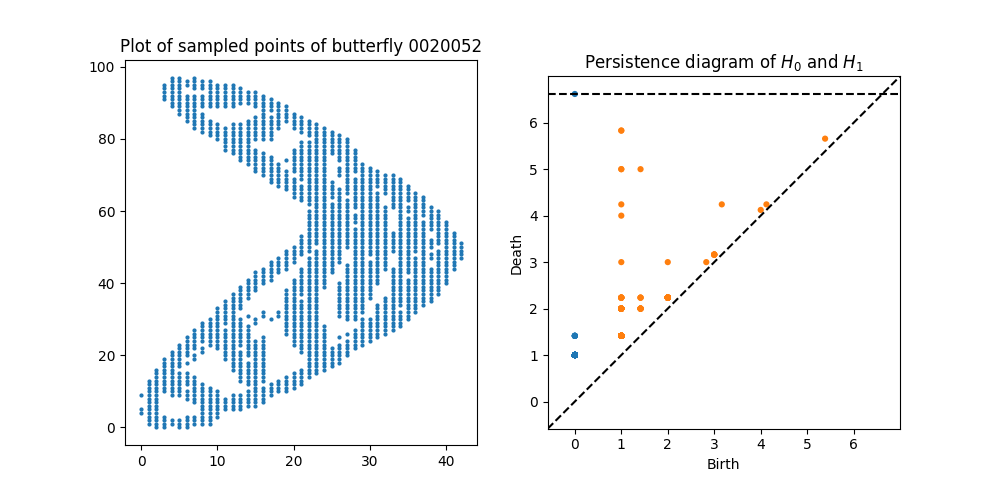 Plot of sampled points of butterfly 0020052
100
80
60
40
20
0
0 10 20 30 40
Persistence diagram of H₀ and H₁
6
5
4
3
2
1
0
Death
0 1 2 3 4 5 6
Birth